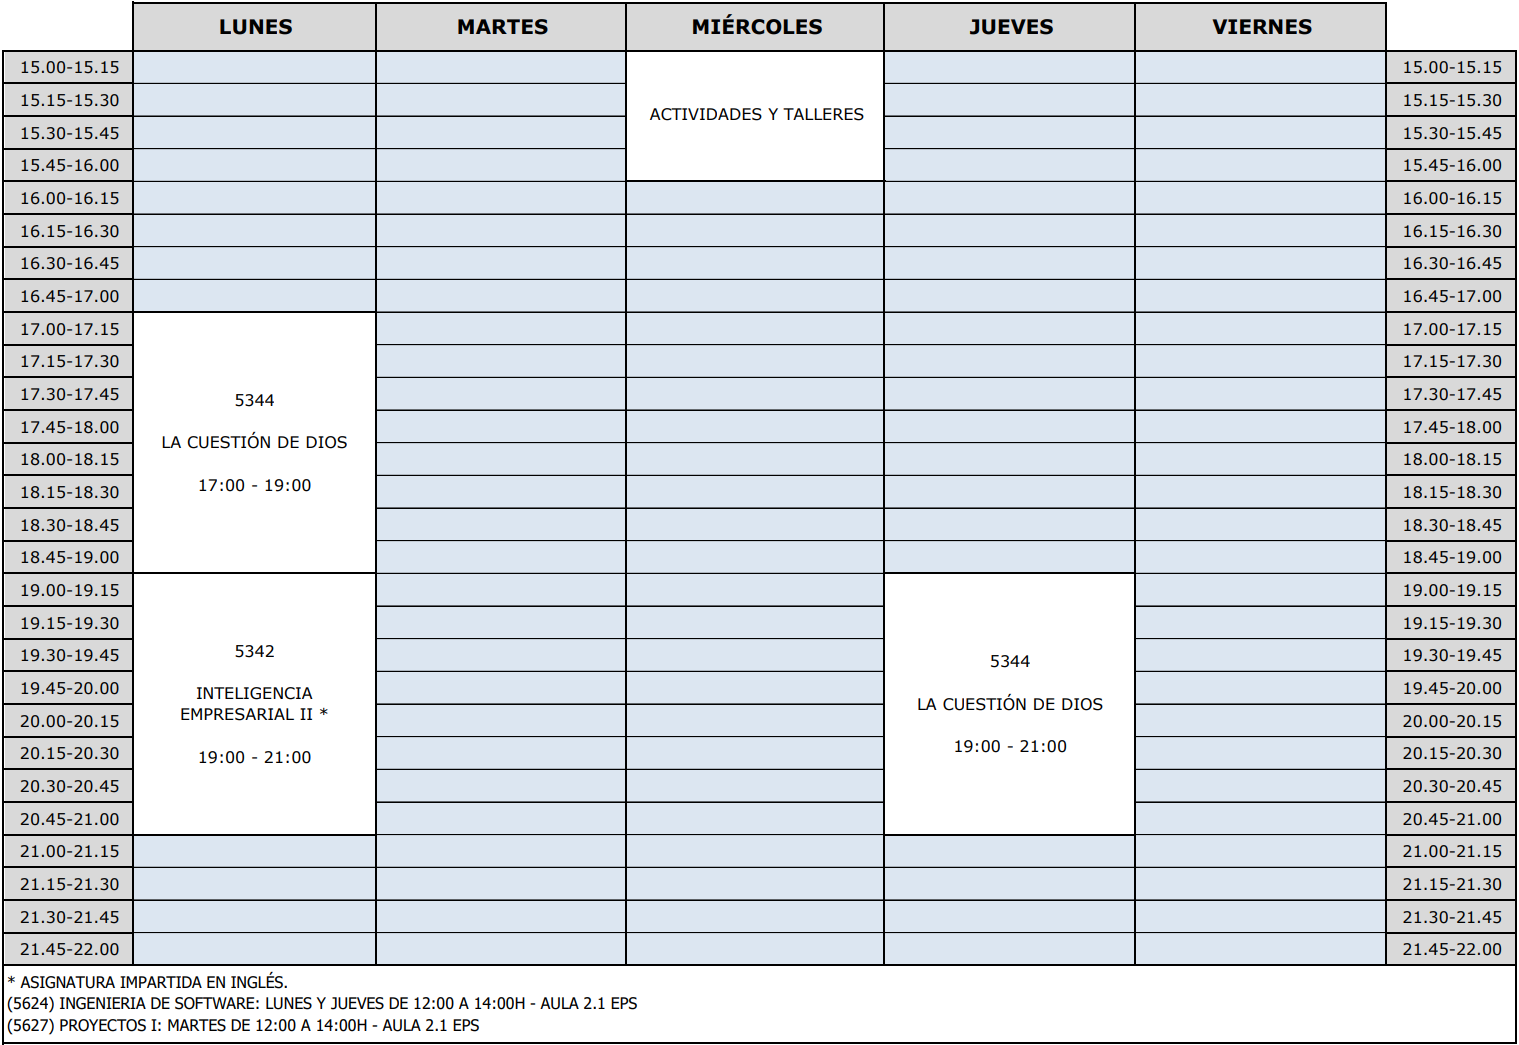 LUNES MARTES MIÉRCOLES JUEVES VIERNES
15.00-15.15 15.00-15.15
15.15-15.30 ACTIVIDADES Y TALLERES 15.15-15.30
15.30-15.45 15.30-15.45
15.45-16.00 15.45-16.00
16.00-16.15 16.00-16.15
16.15-16.30 16.15-16.30
16.30-16.45 16.30-16.45
16.45-17.00 16.45-17.00
17.00-17.15 17.00-17.15
17.15-17.30 17.15-17.30
17.30-17.45 5344 17.30-17.45
17.45-18.00 LA CUESTIÓN DE DIOS 17.45-18.00
18.00-18.15 18.00-18.15
18.15-18.30 17:00 - 19:00 18.15-18.30
18.30-18.45 18.30-18.45
18.45-19.00 18.45-19.00
19.00-19.15 19.00-19.15
19.15-19.30 19.15-19.30
19.30-19.45 5342 5344 19.30-19.45
19.45-20.00 INTELIGENCIA 19.45-20.00
20.00-20.15 EMPRESARIAL II * LA CUESTIÓN DE DIOS 20.00-20.15
20.15-20.30 19:00 - 21:00 19:00 - 21:00 20.15-20.30
20.30-20.45 20.30-20.45
20.45-21.00 20.45-21.00
21.00-21.15 21.00-21.15
21.15-21.30 21.15-21.30
21.30-21.45 21.30-21.45
21.45-22.00 21.45-22.00
* ASIGNATURA IMPARTIDA EN INGLÉS.
(5624) INGENIERIA DE SOFTWARE: LUNES Y JUEVES DE 12:00 A 14:00H - AULA 2.1 EPS
(5627) PROYECTOS I: MARTES DE 12:00 A 14:00H - AULA 2.1 EPS